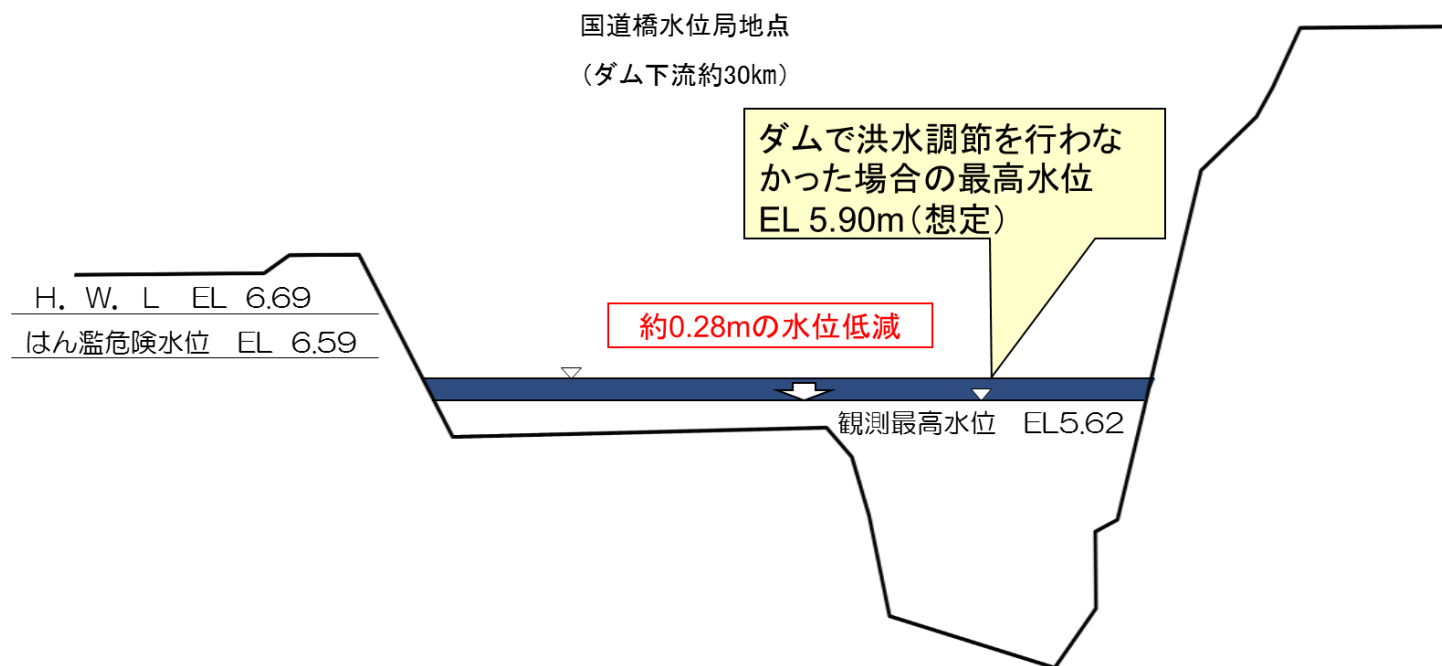 国道橋水位局地点
（ダム下流約30㎞）
ダムで洪水調節を行わな
かった場合の最高水位
EL 5.90m（想定）
H．W．L　EL 6.69
はん濫危険水位　EL 6.59
約0.28mの水位低減
観測最高水位　EL5.62